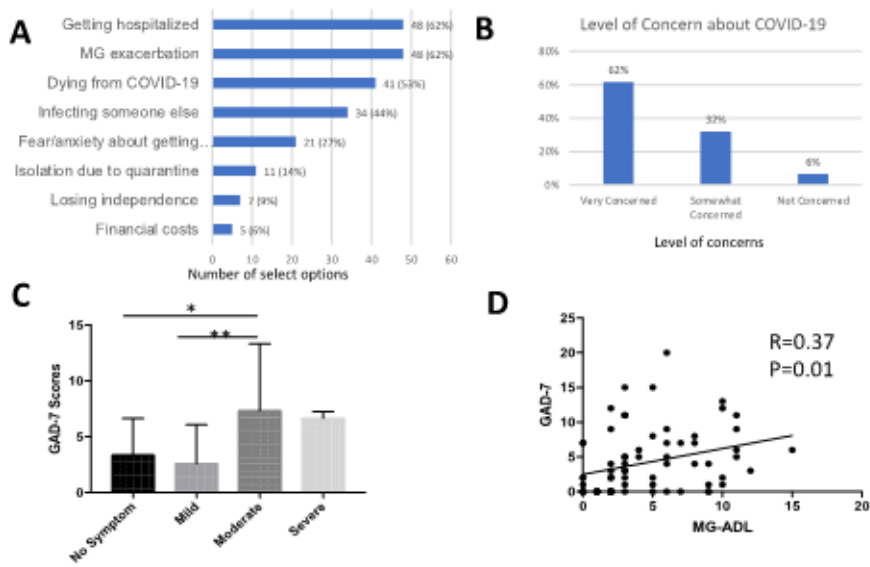 A
Getting hospitalized 48 (62%)
MG exacerbation 48 (62%)
Dying from COVID-19 41 (53%)
Infecting someone else 34 (44%)
Fear/anxiety about getting... 21 (27%)
Isolation due to quarantine 11 (14%)
Losing independence 7 (9%)
Financial costs 5 (6%)
0 10 20 30 40 50 60
Number of select options
B
Level of Concern about COVID-19
80%
60%
40%
20%
0%
62%
32%
6%
Very Concerned
Somewhat
Concerned
Not Concerned
Level of concerns
C
*
**
15
10
5
0
GAD-7 Scores
No Symptom
Mild
Moderate
Severe
D
R=0.37
P=0.01
25
20
15
10
5
0
GAD-7
0 5 10 15 20
MG-ADL